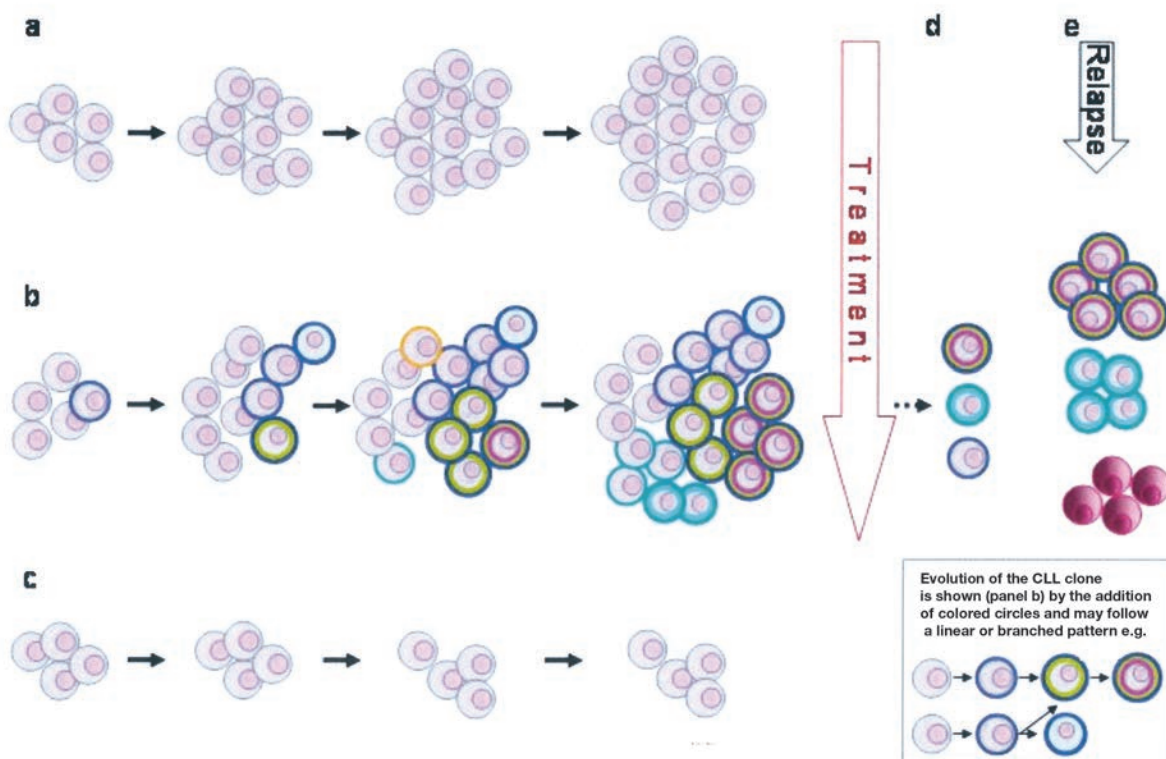 a
d
e
Relapse
Treatment
b
c
Evolution of the CLL clone
is shown (panel b) by the addition
of colored circles and may follow
a linear or branched pattern e.g.